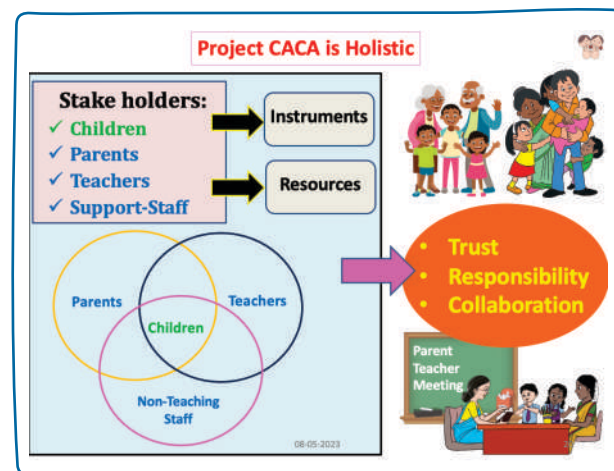 Project CACA is Holistic
Stake holders:
✓ Children
✓ Parents
✓ Teachers
✓ Support-Staff
Instruments
Resources
Parents
Teachers
Children
Non-Teaching
Staff
08-05-2023
• Trust
• Responsibility
• Collaboration
Parent
Teacher
Meeting